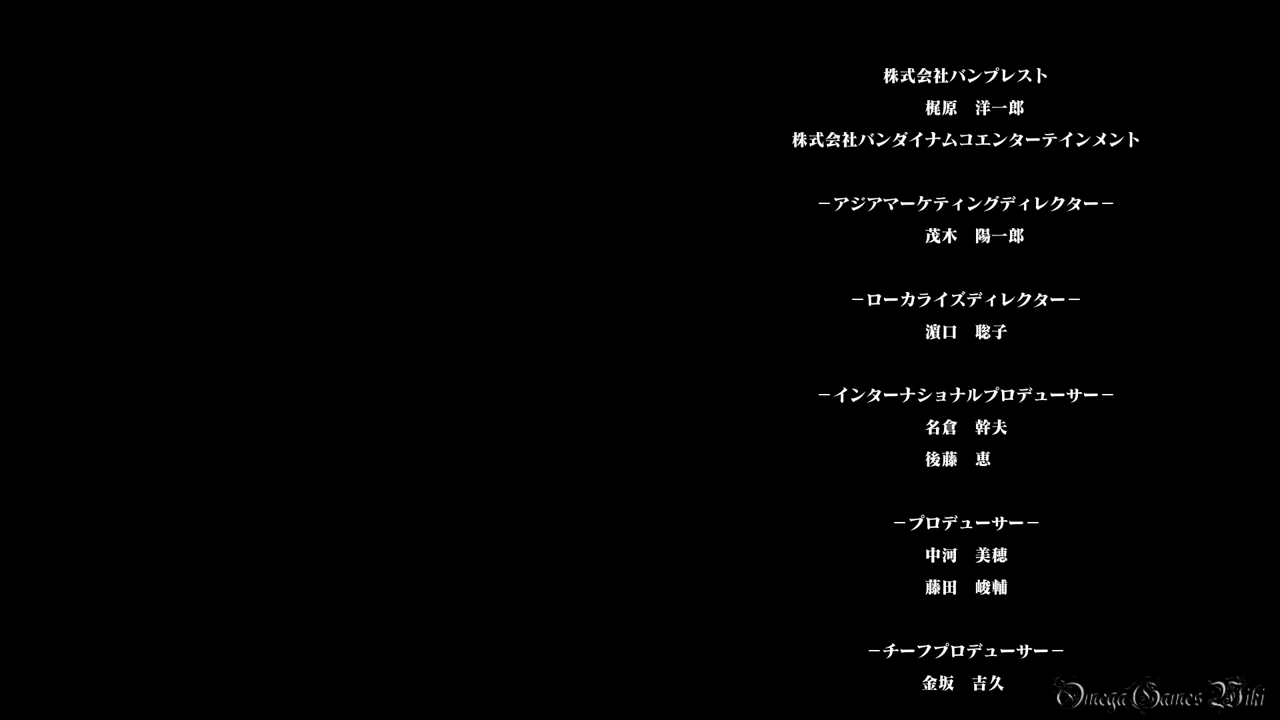 株式会社バンプレスト
梶原　洋一郎
株式会社バンダイナムコエンターテインメント
－アジアマーケティングディレクター－
茂木　陽一郎
－ローカライズディレクター－
濵口　聡子
－インターナショナルプロデューサー－
名倉　幹夫
後藤　恵
－プロデューサー－
中河　美穂
藤田　峻輔
－チーフプロデューサー－
金坂　吉久
Omega Games Wiki